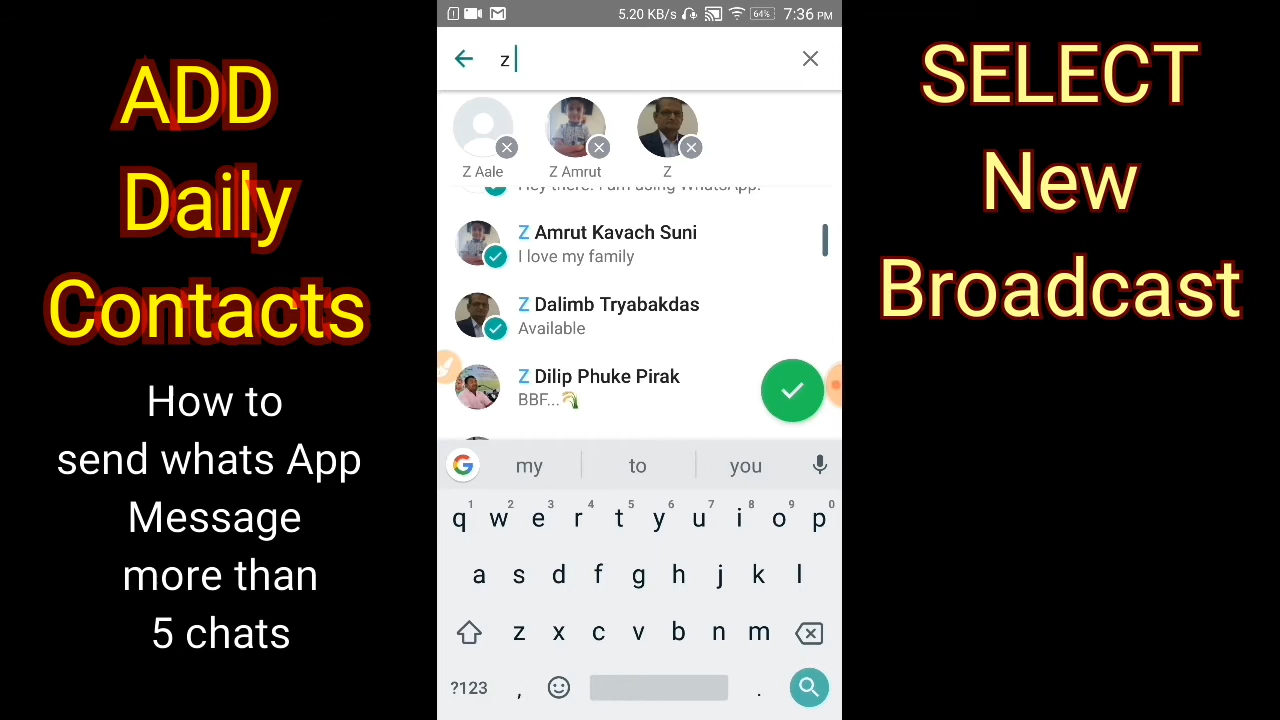 ADD
Daily
Contacts
How to
send whats App
Message
more than
5 chats
5.20 KB/s 64% 7:36 PM
z
Z Aale Z Amrut Z
Hey there! I am using WhatsApp.
Z Amrut Kavach Suni
I love my family
Z Dalimb Tryabakdas
Available
Z Dilip Phuke Pirak
BBF...🌾
my to you
1 2 3 4 5 6 7 8 9 0
q w e r t y u i o p
a s d f g h j k l
z x c v b n m
?123 , .
SELECT
New
Broadcast